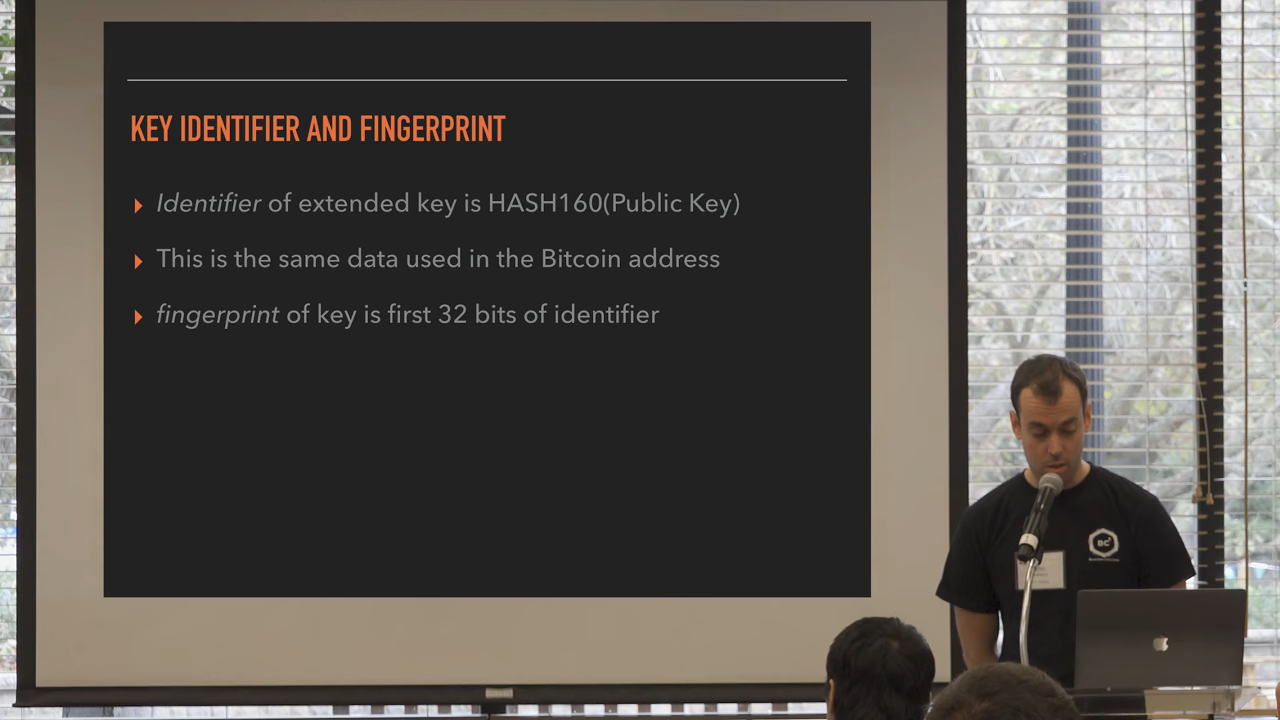 KEY IDENTIFIER AND FINGERPRINT
Identifier of extended key is HASH160(Public Key)
This is the same data used in the Bitcoin address
fingerprint of key is first 32 bits of identifier
BC